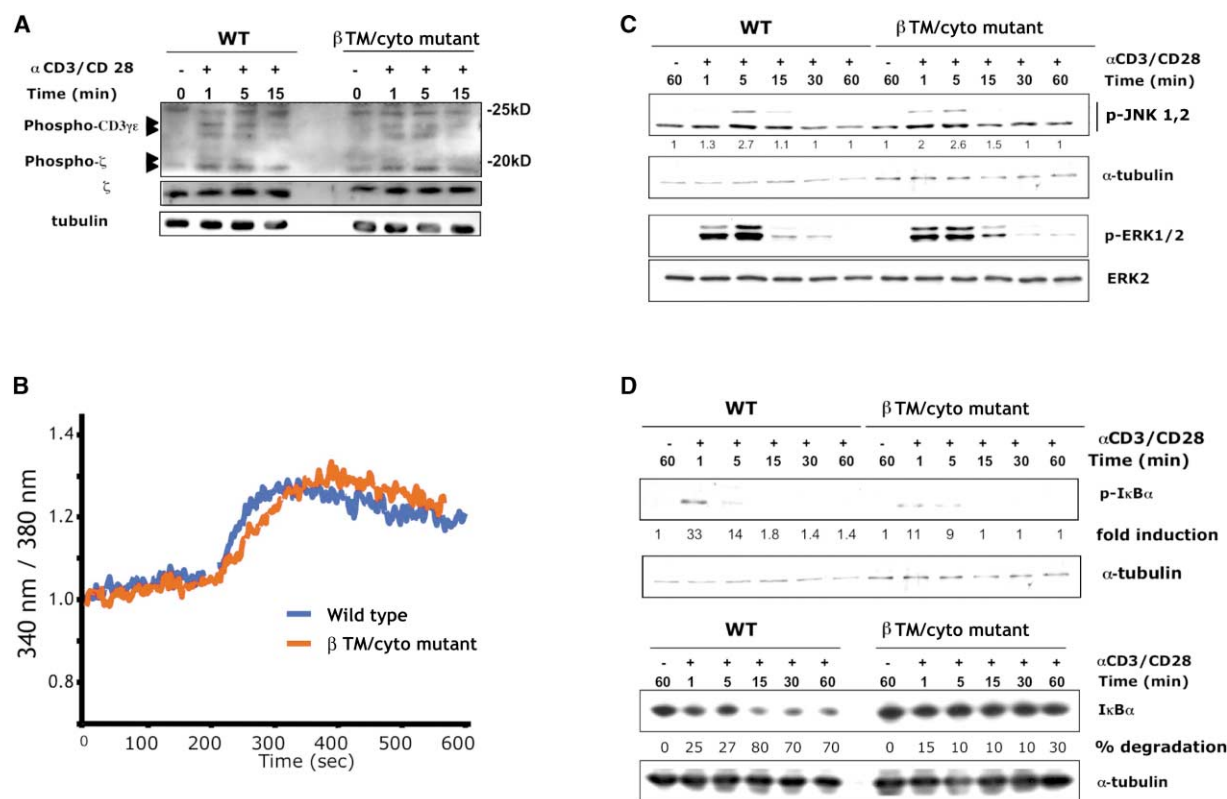 A
WT β TM/cyto mutant
αCD3/CD 28 - + + + - + + +
Time (min) 0 1 5 15 0 1 5 15
Phospho-CD3γε
-25kD
Phospho-ζ
-20kD
ζ
tubulin
B
340 nm / 380 nm
1.4
1.2
1.0
0.8
Wild type
β TM/cyto mutant
0 100 200 300 400 500 600
Time (sec)
C
WT β TM/cyto mutant
- + + + + + - + + + + + αCD3/CD28
60 1 5 15 30 60 60 1 5 15 30 60 Time (min)
p-JNK 1,2
1 1.3 2.7 1.1 1 1 1 2 2.6 1.5 1 1
α-tubulin
p-ERK1/2
ERK2
D
WT β TM/cyto mutant
- + + + + + - + + + + + αCD3/CD28
60 1 5 15 30 60 60 1 5 15 30 60 Time (min)
p-IκBα
1 33 14 1.8 1.4 1.4 1 11 9 1 1 1 fold induction
α-tubulin
WT β TM/cyto mutant
- + + + + + - + + + + + αCD3/CD28
60 1 5 15 30 60 60 1 5 15 30 60 Time (min)
IκBα
0 25 27 80 70 70 0 15 10 10 10 30 % degradation
α-tubulin